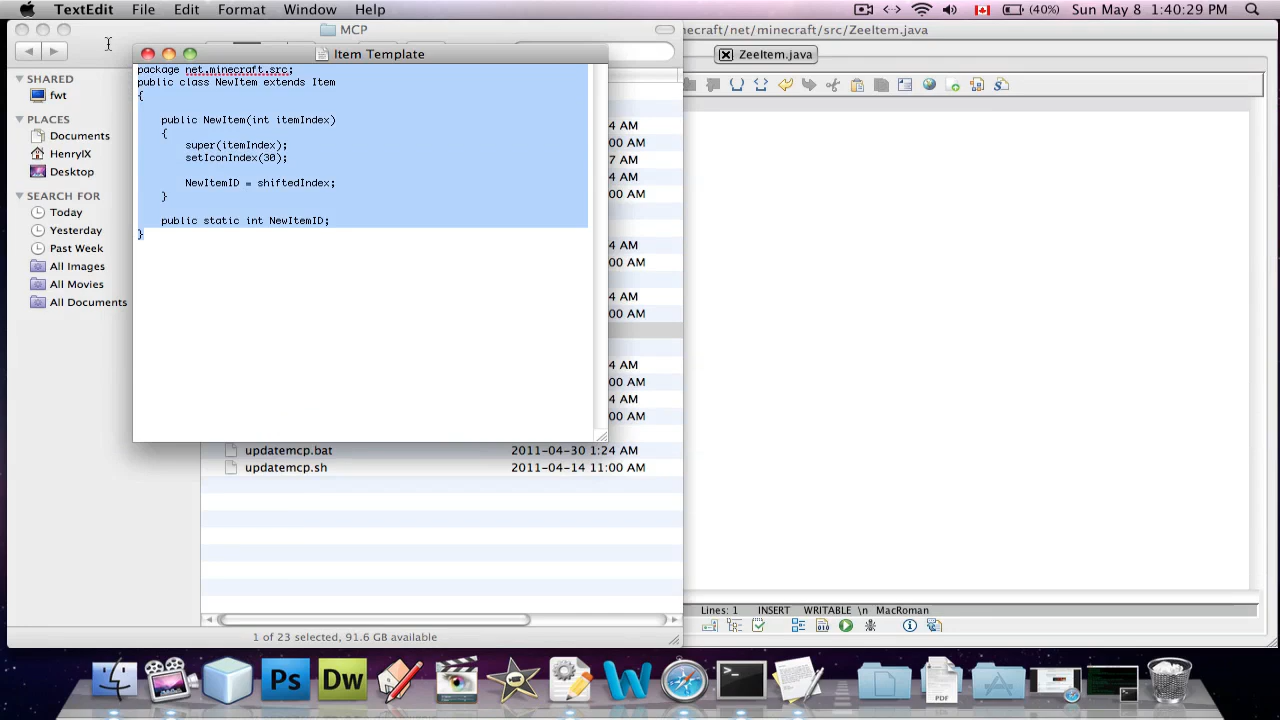 TextEdit File Edit Format Window Help
(40%) Sun May 8 1:40:29 PM
MCP
ecraft/net/minecraft/src/ZeeItem.java
Item Template
ZeeItem.java
SHARED
fwt
PLACES
Documents
HenryIX
Desktop
SEARCH FOR
Today
Yesterday
Past Week
All Images
All Movies
All Documents
package net.minecraft.src;
public class NewItem extends Item
{
public NewItem(int itemIndex)
{
super(itemIndex);
setIconIndex(30);
NewItemID = shiftedIndex;
}
public static int NewItemID;
}
4 AM
00 AM
7 AM
4 AM
00 AM
4 AM
00 AM
4 AM
00 AM
4 AM
00 AM
4 AM
00 AM
updatemcp.bat 2011-04-30 1:24 AM
updatemcp.sh 2011-04-14 11:00 AM
1 of 23 selected, 91.6 GB available
Lines: 1 INSERT WRITABLE \n MacRoman
Ps
Dw
W
PDF